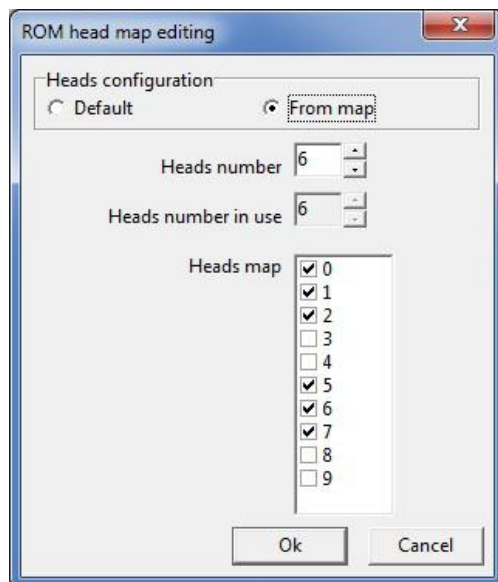 ROM head map editing
Heads configuration
Default From map
Heads number 6
Heads number in use 6
Heads map
0
1
2
3
4
5
6
7
8
9
Ok Cancel